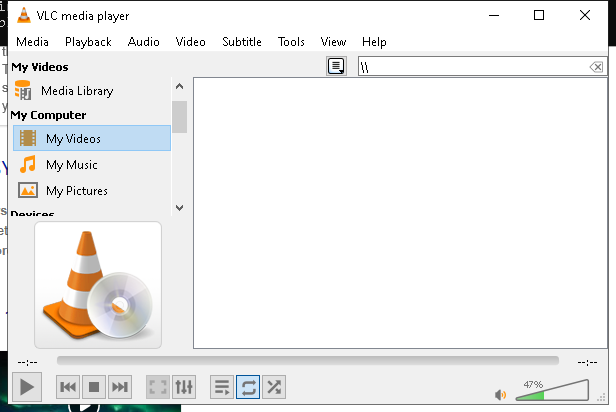 VLC media player
Media Playback Audio Video Subtitle Tools View Help
My Videos
\\
Media Library
My Computer
My Videos
My Music
My Pictures
Devices
--:-- --:--
47%